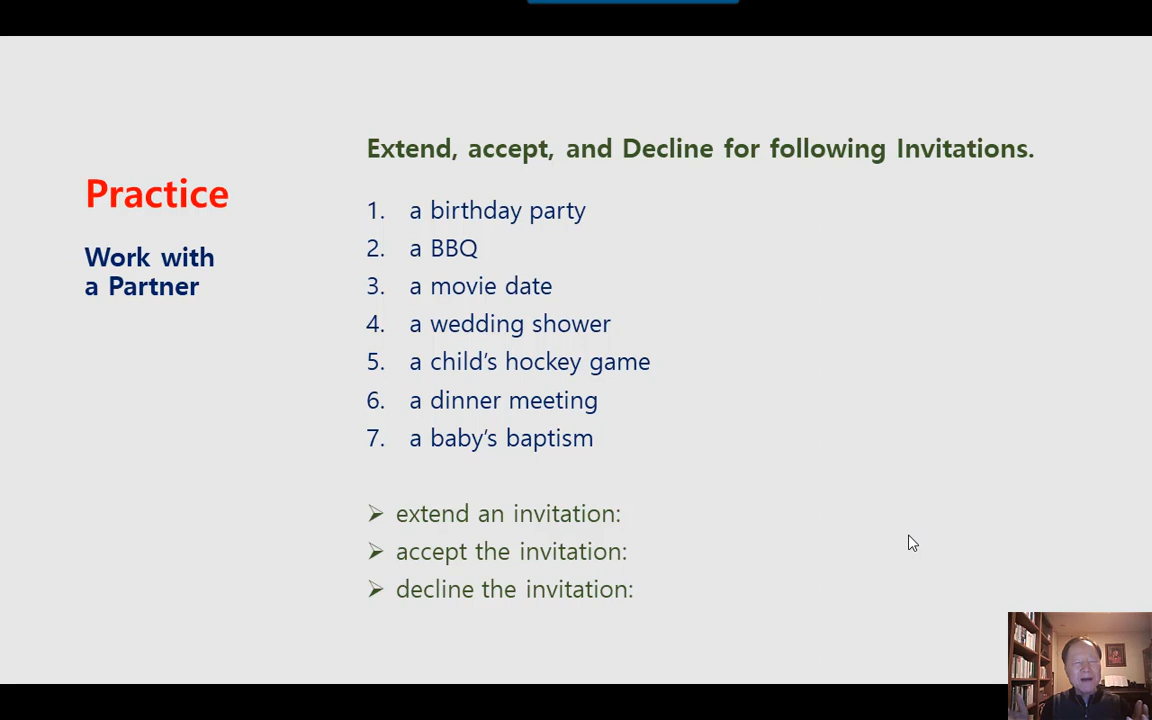 Extend, accept, and Decline for following Invitations.
Practice
Work with
a Partner
1. a birthday party
2. a BBQ
3. a movie date
4. a wedding shower
5. a child’s hockey game
6. a dinner meeting
7. a baby’s baptism
➢ extend an invitation:
➢ accept the invitation:
➢ decline the invitation: